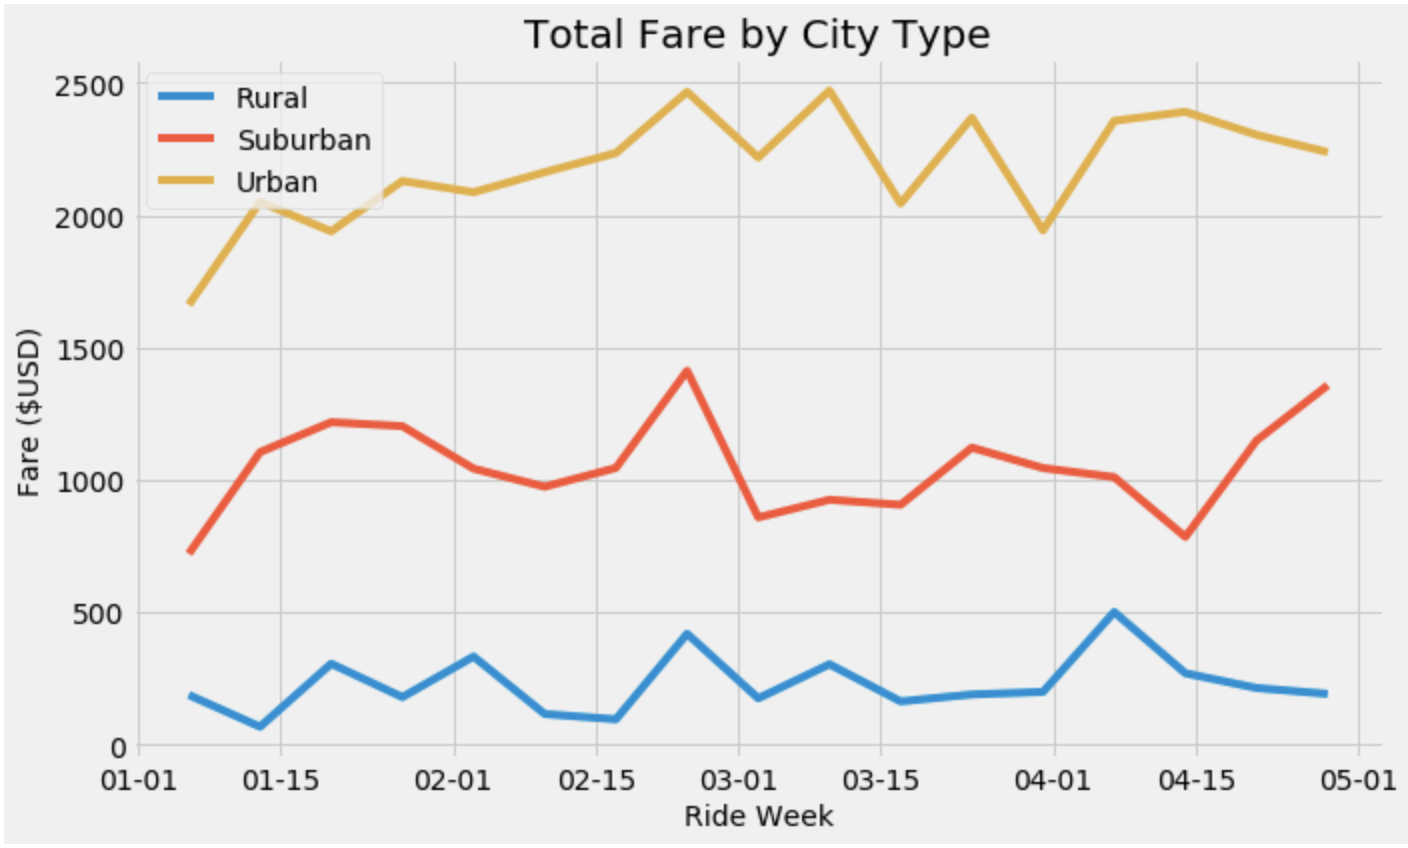 Total Fare by City Type
Rural
Suburban
Urban
2500
2000
1500
1000
500
0
Fare ($USD)
01-01 01-15 02-01 02-15 03-01 03-15 04-01 04-15 05-01
Ride Week